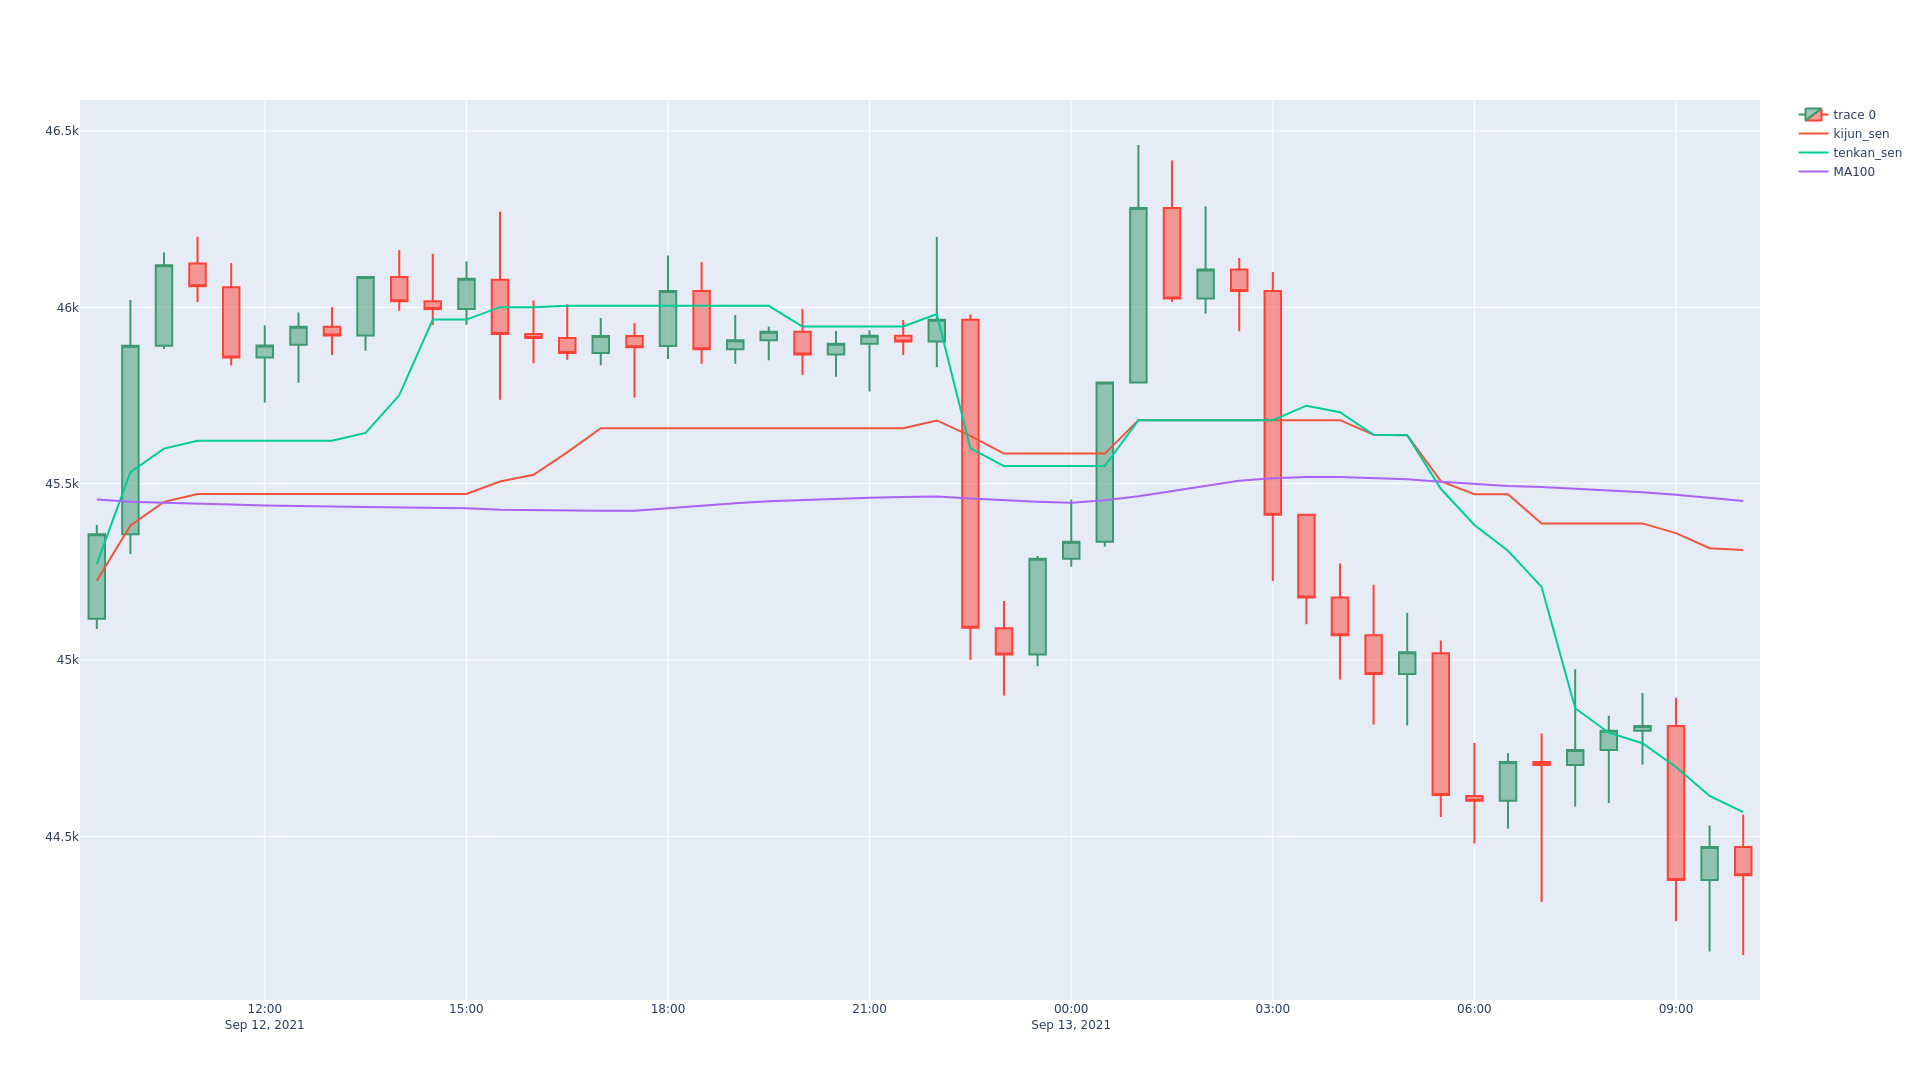 46.5k
46k
45.5k
45k
44.5k
12:00
Sep 12, 2021
15:00
18:00
21:00
00:00
Sep 13, 2021
03:00
06:00
09:00
trace 0
kijun_sen
tenkan_sen
MA100